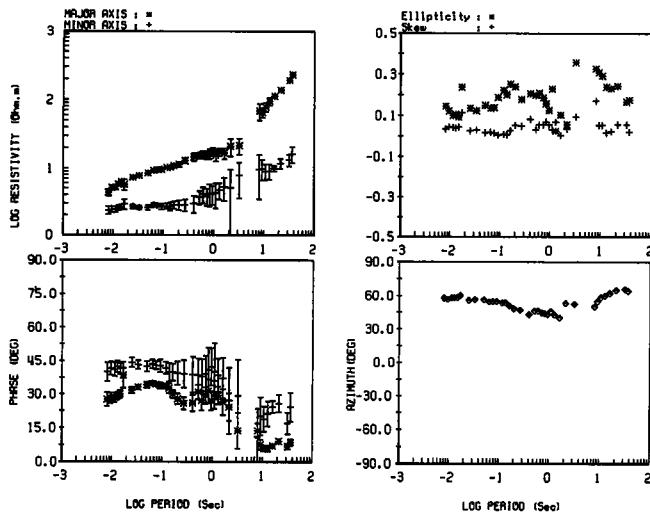 MAJOR AXIS : ✳
MINOR AXIS : +
3
2
1
0
LOG RESISTIVITY (Ohm.m)
-3 -2 -1 0 1 2
Ellipticity : ✳
Skew : +
0.5
0.3
0.1
-0.1
-0.3
-0.5
-3 -2 -1 0 1 2
90.0
75.0
60.0
45.0
30.0
15.0
0.0
PHASE (DEG)
-3 -2 -1 0 1 2
LOG PERIOD (Sec)
90.0
60.0
30.0
0.0
-30.0
-60.0
-90.0
AZIMUTH (DEG)
-3 -2 -1 0 1 2
LOG PERIOD (Sec)